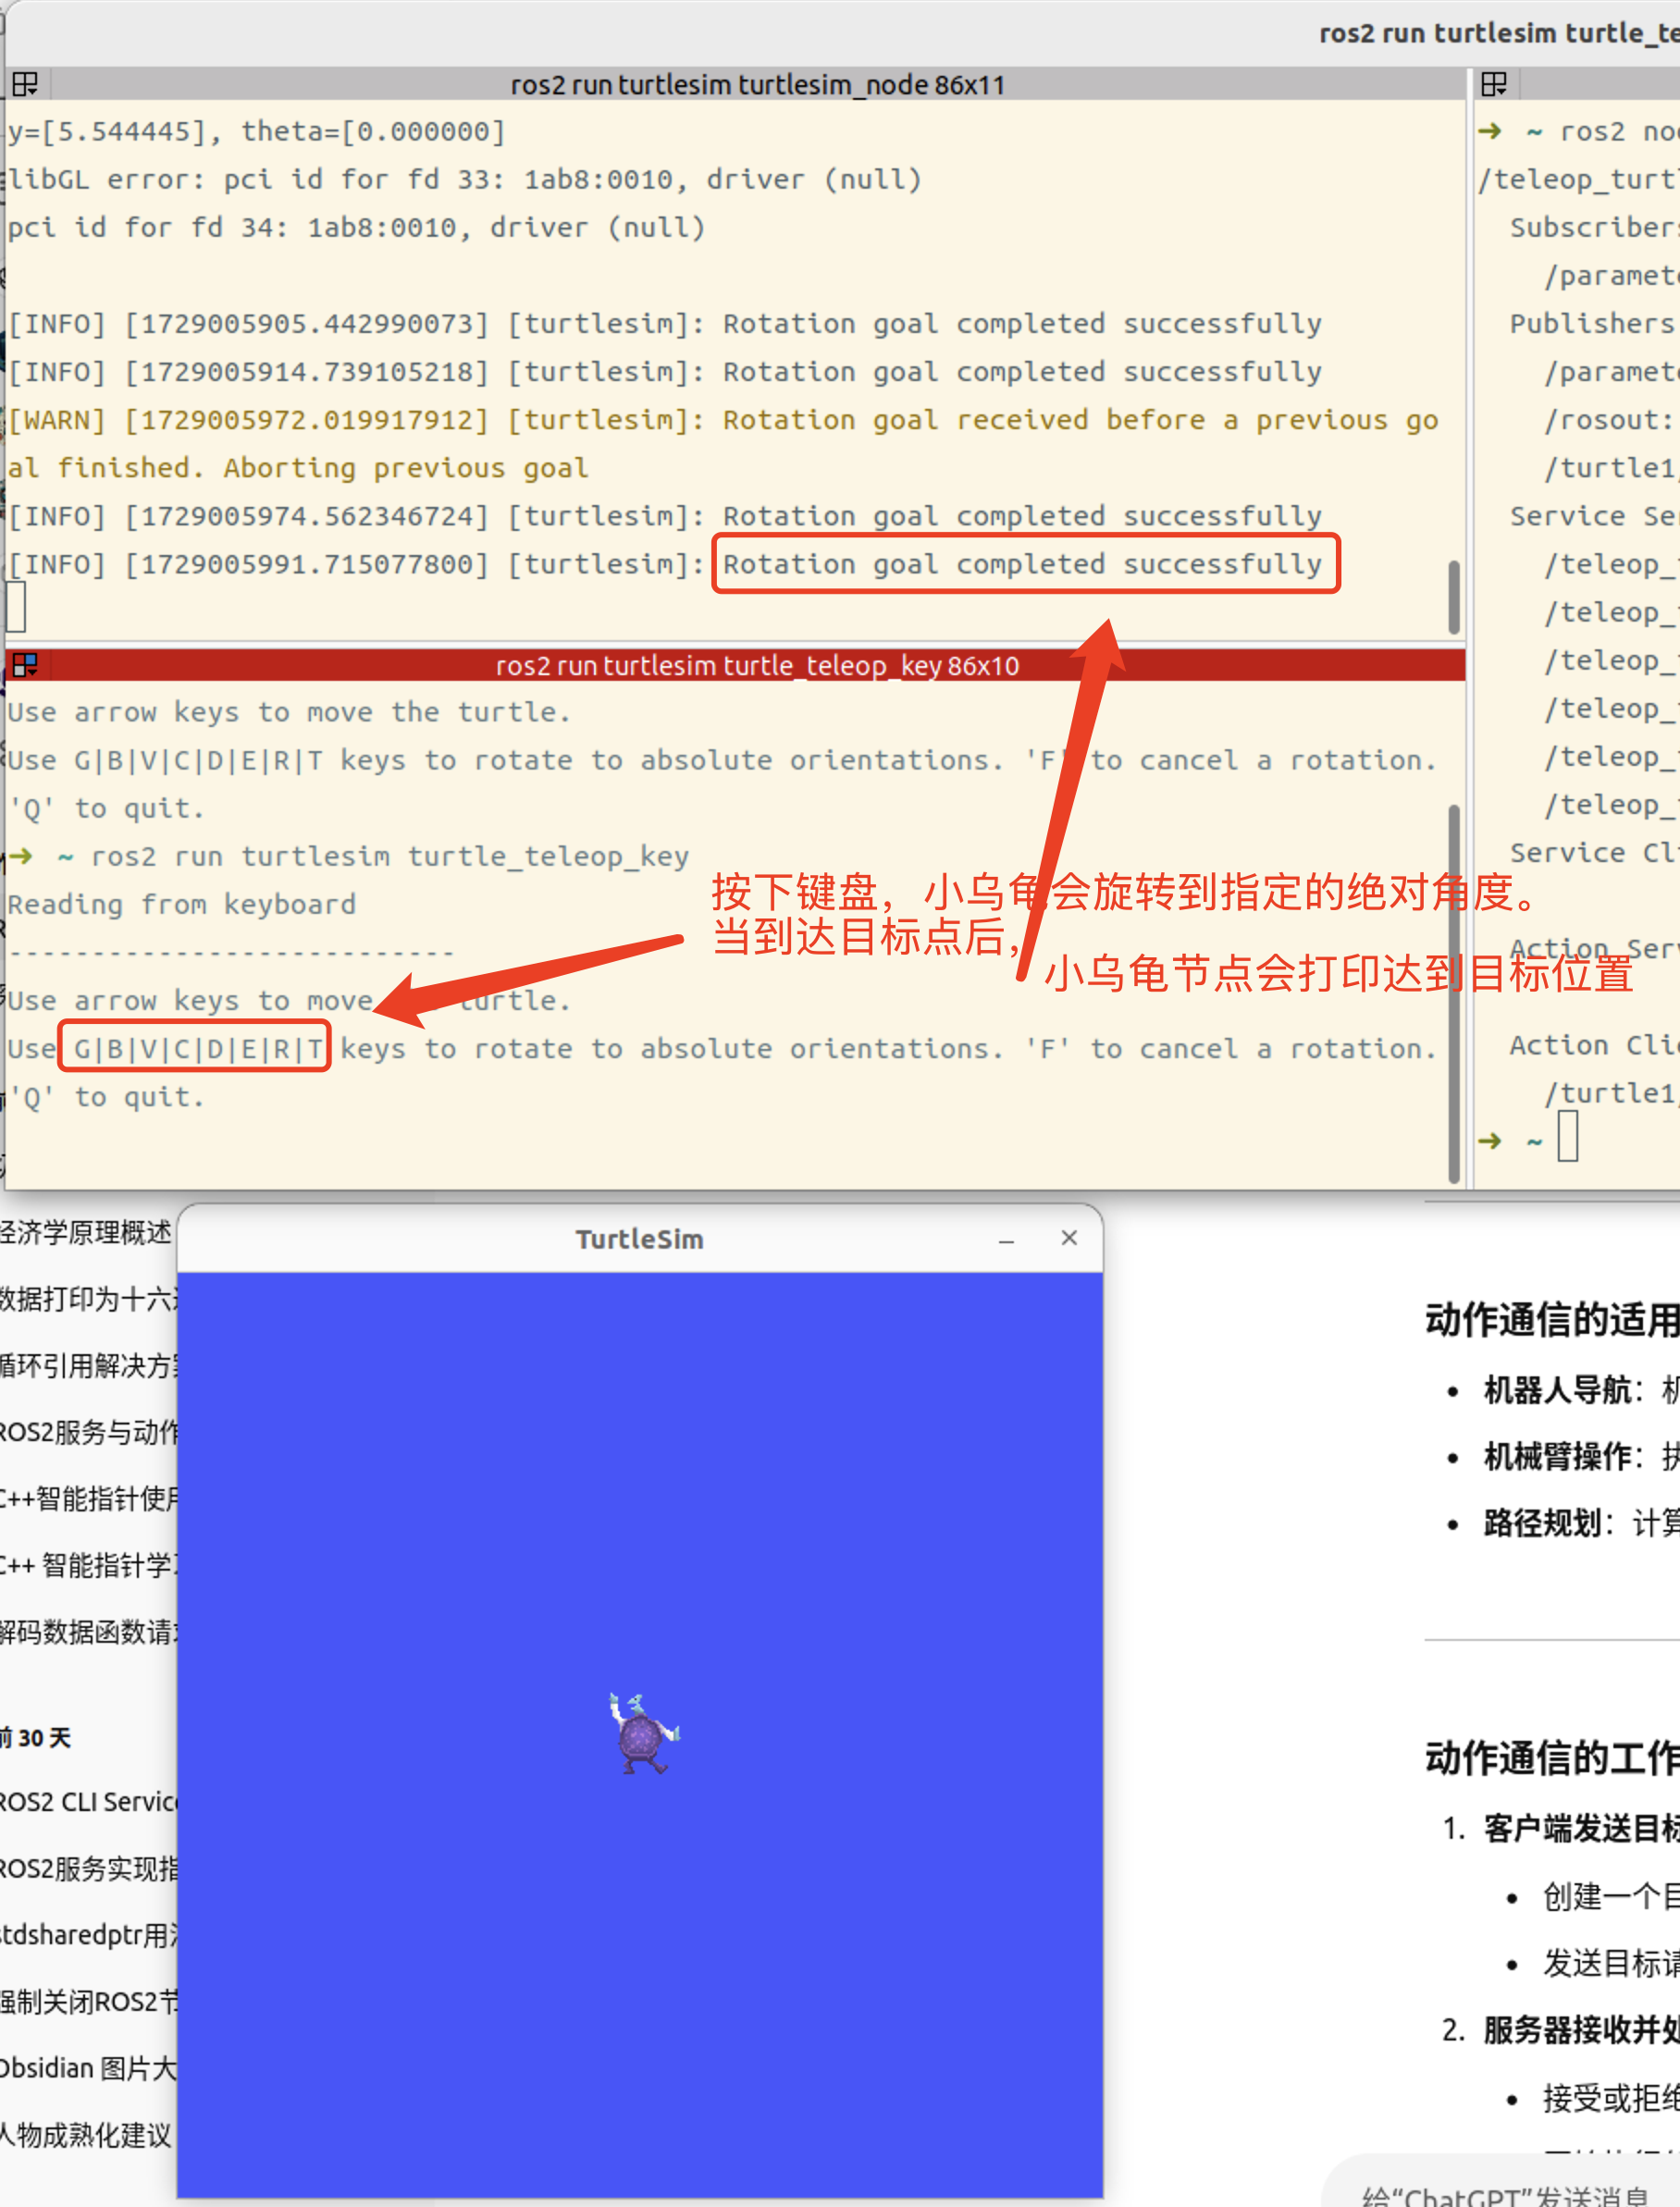 ros2 run turtlesim turtle_te
ros2 run turtlesim turtlesim_node 86x11
y=[5.544445], theta=[0.000000]
libGL error: pci id for fd 33: 1ab8:0010, driver (null)
pci id for fd 34: 1ab8:0010, driver (null)
[INFO] [1729005905.442990073] [turtlesim]: Rotation goal completed successfully
[INFO] [1729005914.739105218] [turtlesim]: Rotation goal completed successfully
[WARN] [1729005972.019917912] [turtlesim]: Rotation goal received before a previous go
al finished. Aborting previous goal
[INFO] [1729005974.562346724] [turtlesim]: Rotation goal completed successfully
[INFO] [1729005991.715077800] [turtlesim]: Rotation goal completed successfully
ros2 run turtlesim turtle_teleop_key 86x10
Use arrow keys to move the turtle.
Use G|B|V|C|D|E|R|T keys to rotate to absolute orientations. 'F' to cancel a rotation.
'Q' to quit.
➜ ~ ros2 run turtlesim turtle_teleop_key
Reading from keyboard
---------------------------
Use arrow keys to move turtle.
Use G|B|V|C|D|E|R|T keys to rotate to absolute orientations. 'F' to cancel a rotation.
'Q' to quit.
按下键盘，小乌龟会旋转到指定的绝对角度。
当到达目标点后，
小乌龟节点会打印达到目标位置
➜ ~ ros2 no
/teleop_turt
Subscriber
/paramet
Publishers
/paramet
/rosout:
/turtle1
Service Se
/teleop_
/teleop_
/teleop_
/teleop_
/teleop_
/teleop_
Service Cl
Action Ser
Action Cli
/turtle1
➜ ~
TurtleSim
经济学原理概述
数据打印为十六
循环引用解决方
ROS2服务与动作
C++智能指针使用
C++ 智能指针学
解码数据函数请
前 30 天
ROS2 CLI Servic
ROS2服务实现指
stdsharedptr用
强制关闭ROS2节
Obsidian 图片大
人物成熟化建议
动作通信的适用
机器人导航：机
机械臂操作：执
路径规划：计算
动作通信的工作
1. 客户端发送目标
创建一个目
发送目标请
2. 服务器接收并处
接受或拒绝
给“ChatGPT”发送消息